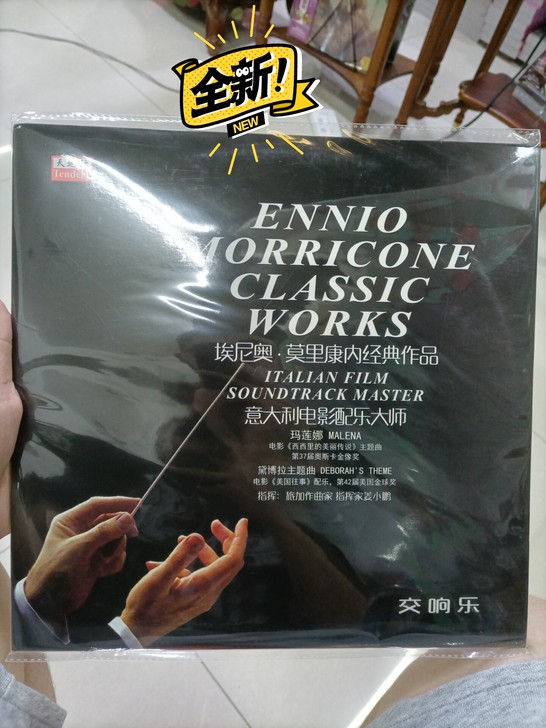 全新!
NEW
ENNIO
MORRICONE
CLASSIC
WORKS
埃尼奥·莫里康内经典作品
ITALIAN FILM
SOUNDTRACK MASTER
意大利电影配乐大师
玛莲娜 MALENA
电影《西西里的美丽传说》主题曲
第37届奥斯卡金像奖
黛博拉主题曲 DEBORAH'S THEME
电影《美国往事》配乐，第42届美国金球奖
指挥：旅加作曲家 指挥家姜小鹏
交响乐